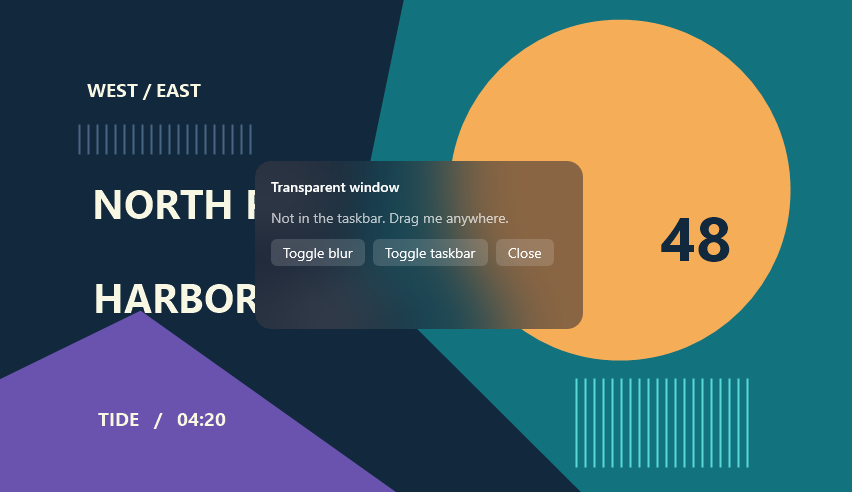 WEST / EAST
NORTH
HARBOR
Transparent window
Not in the taskbar. Drag me anywhere.
Toggle blur
Toggle taskbar
Close
48
TIDE / 04:20